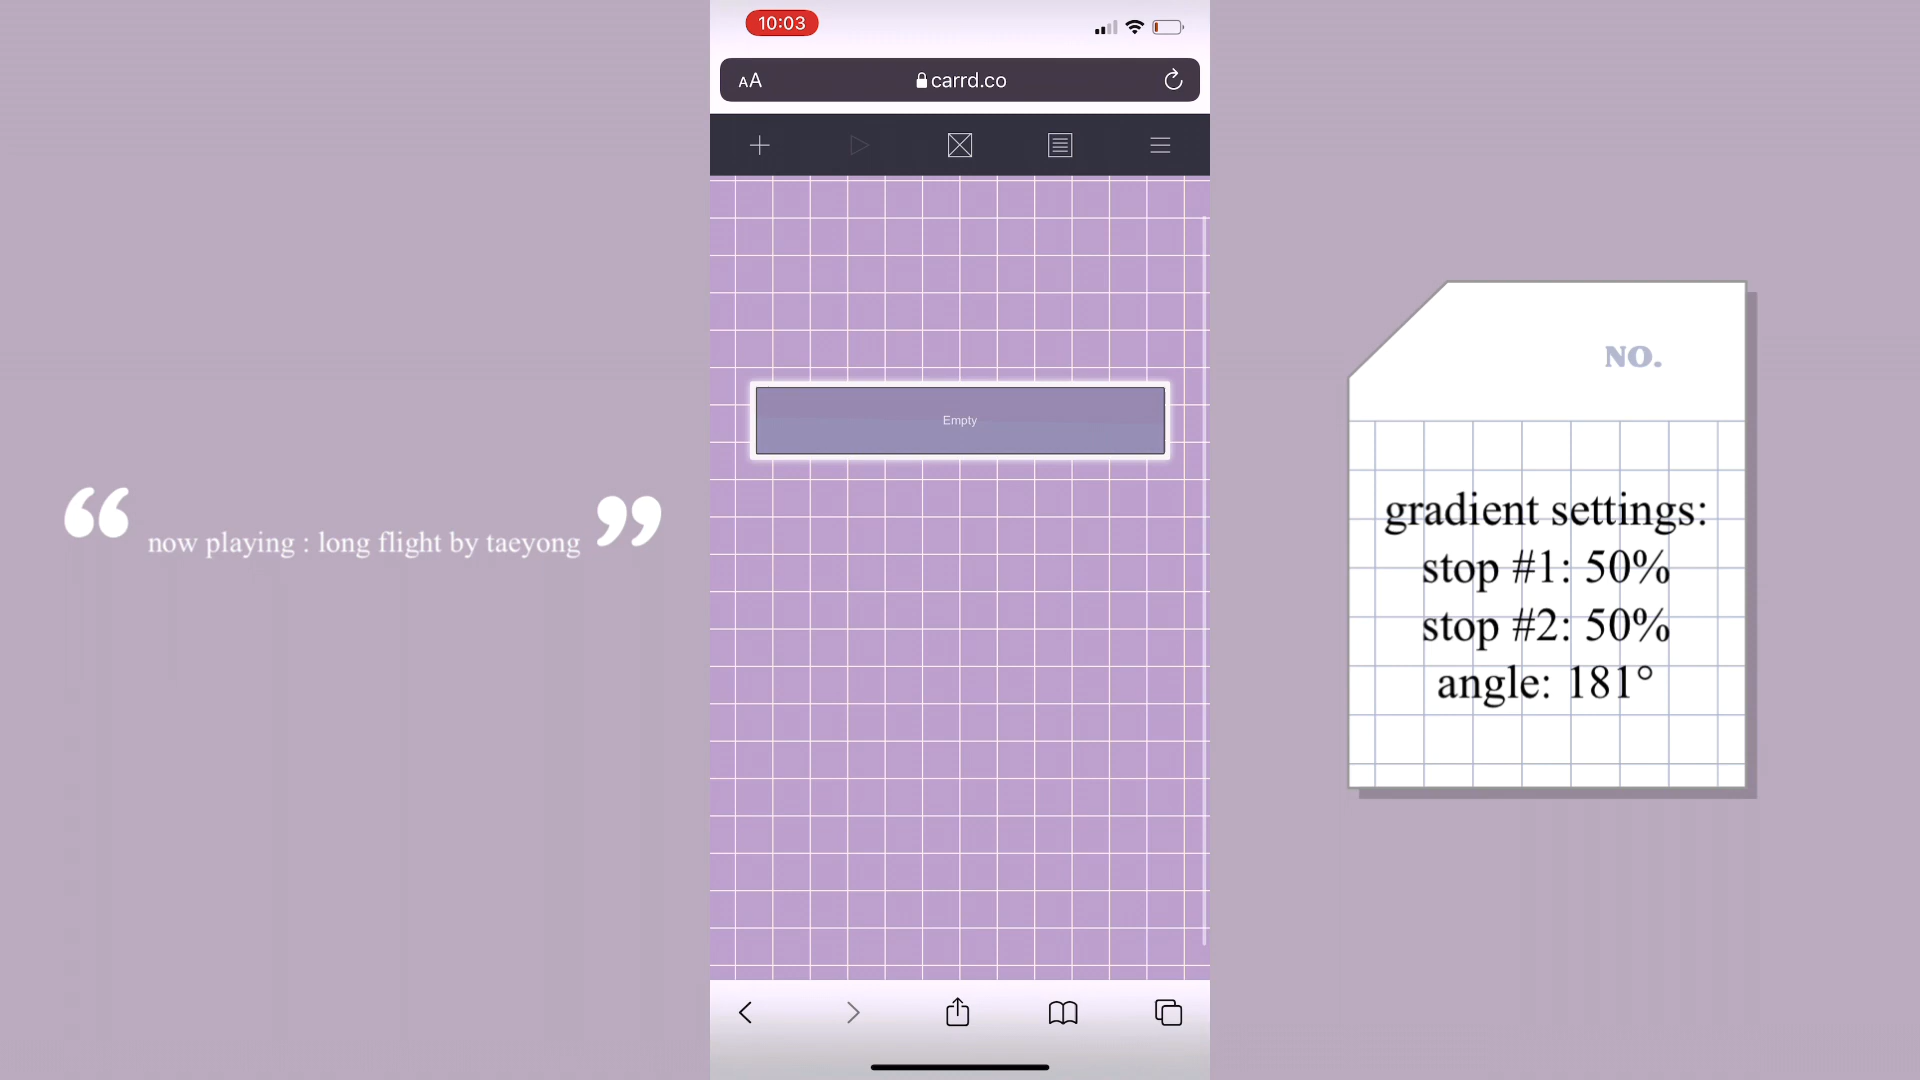 10:03
AA
carrd.co
Empty
“ now playing : long flight by taeyong ”
NO.
gradient settings:
stop #1: 50%
stop #2: 50%
angle: 181°